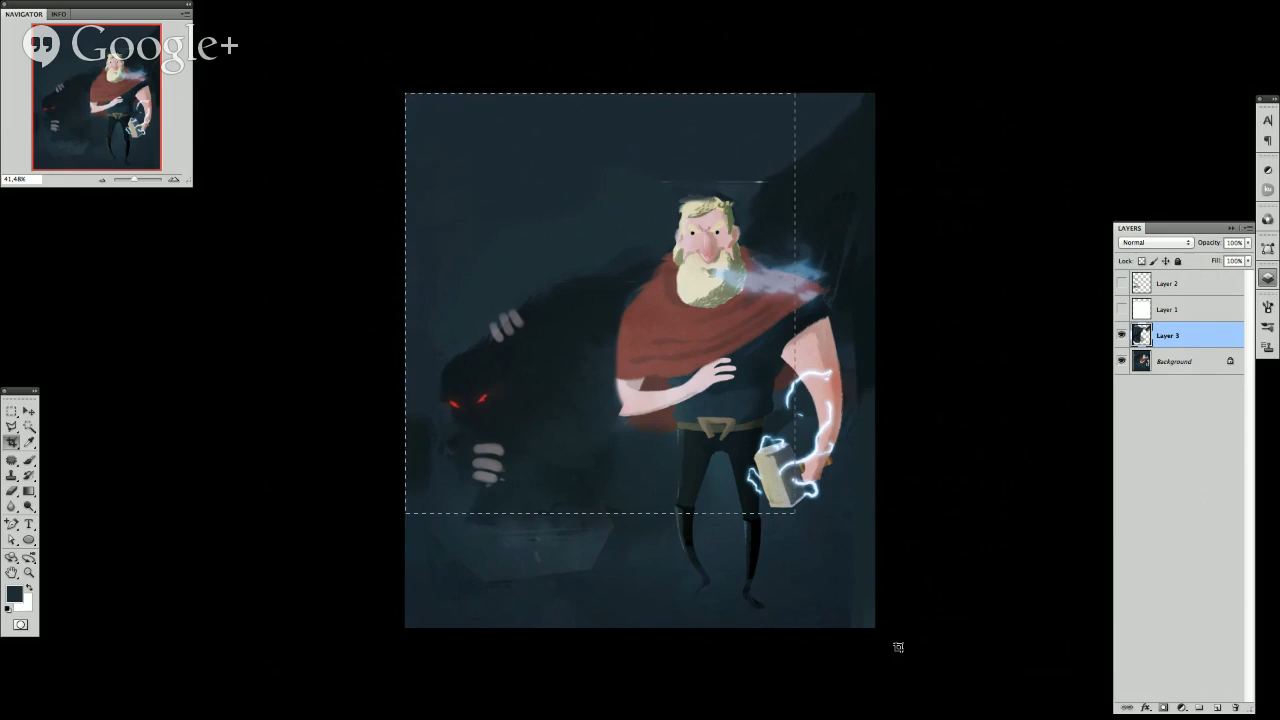 NAVIGATOR INFO
Google+
41,48%
LAYERS
Normal Opacity: 100%
Lock: Fill: 100%
Layer 2
Layer 1
Layer 3
Background
A
ku
T